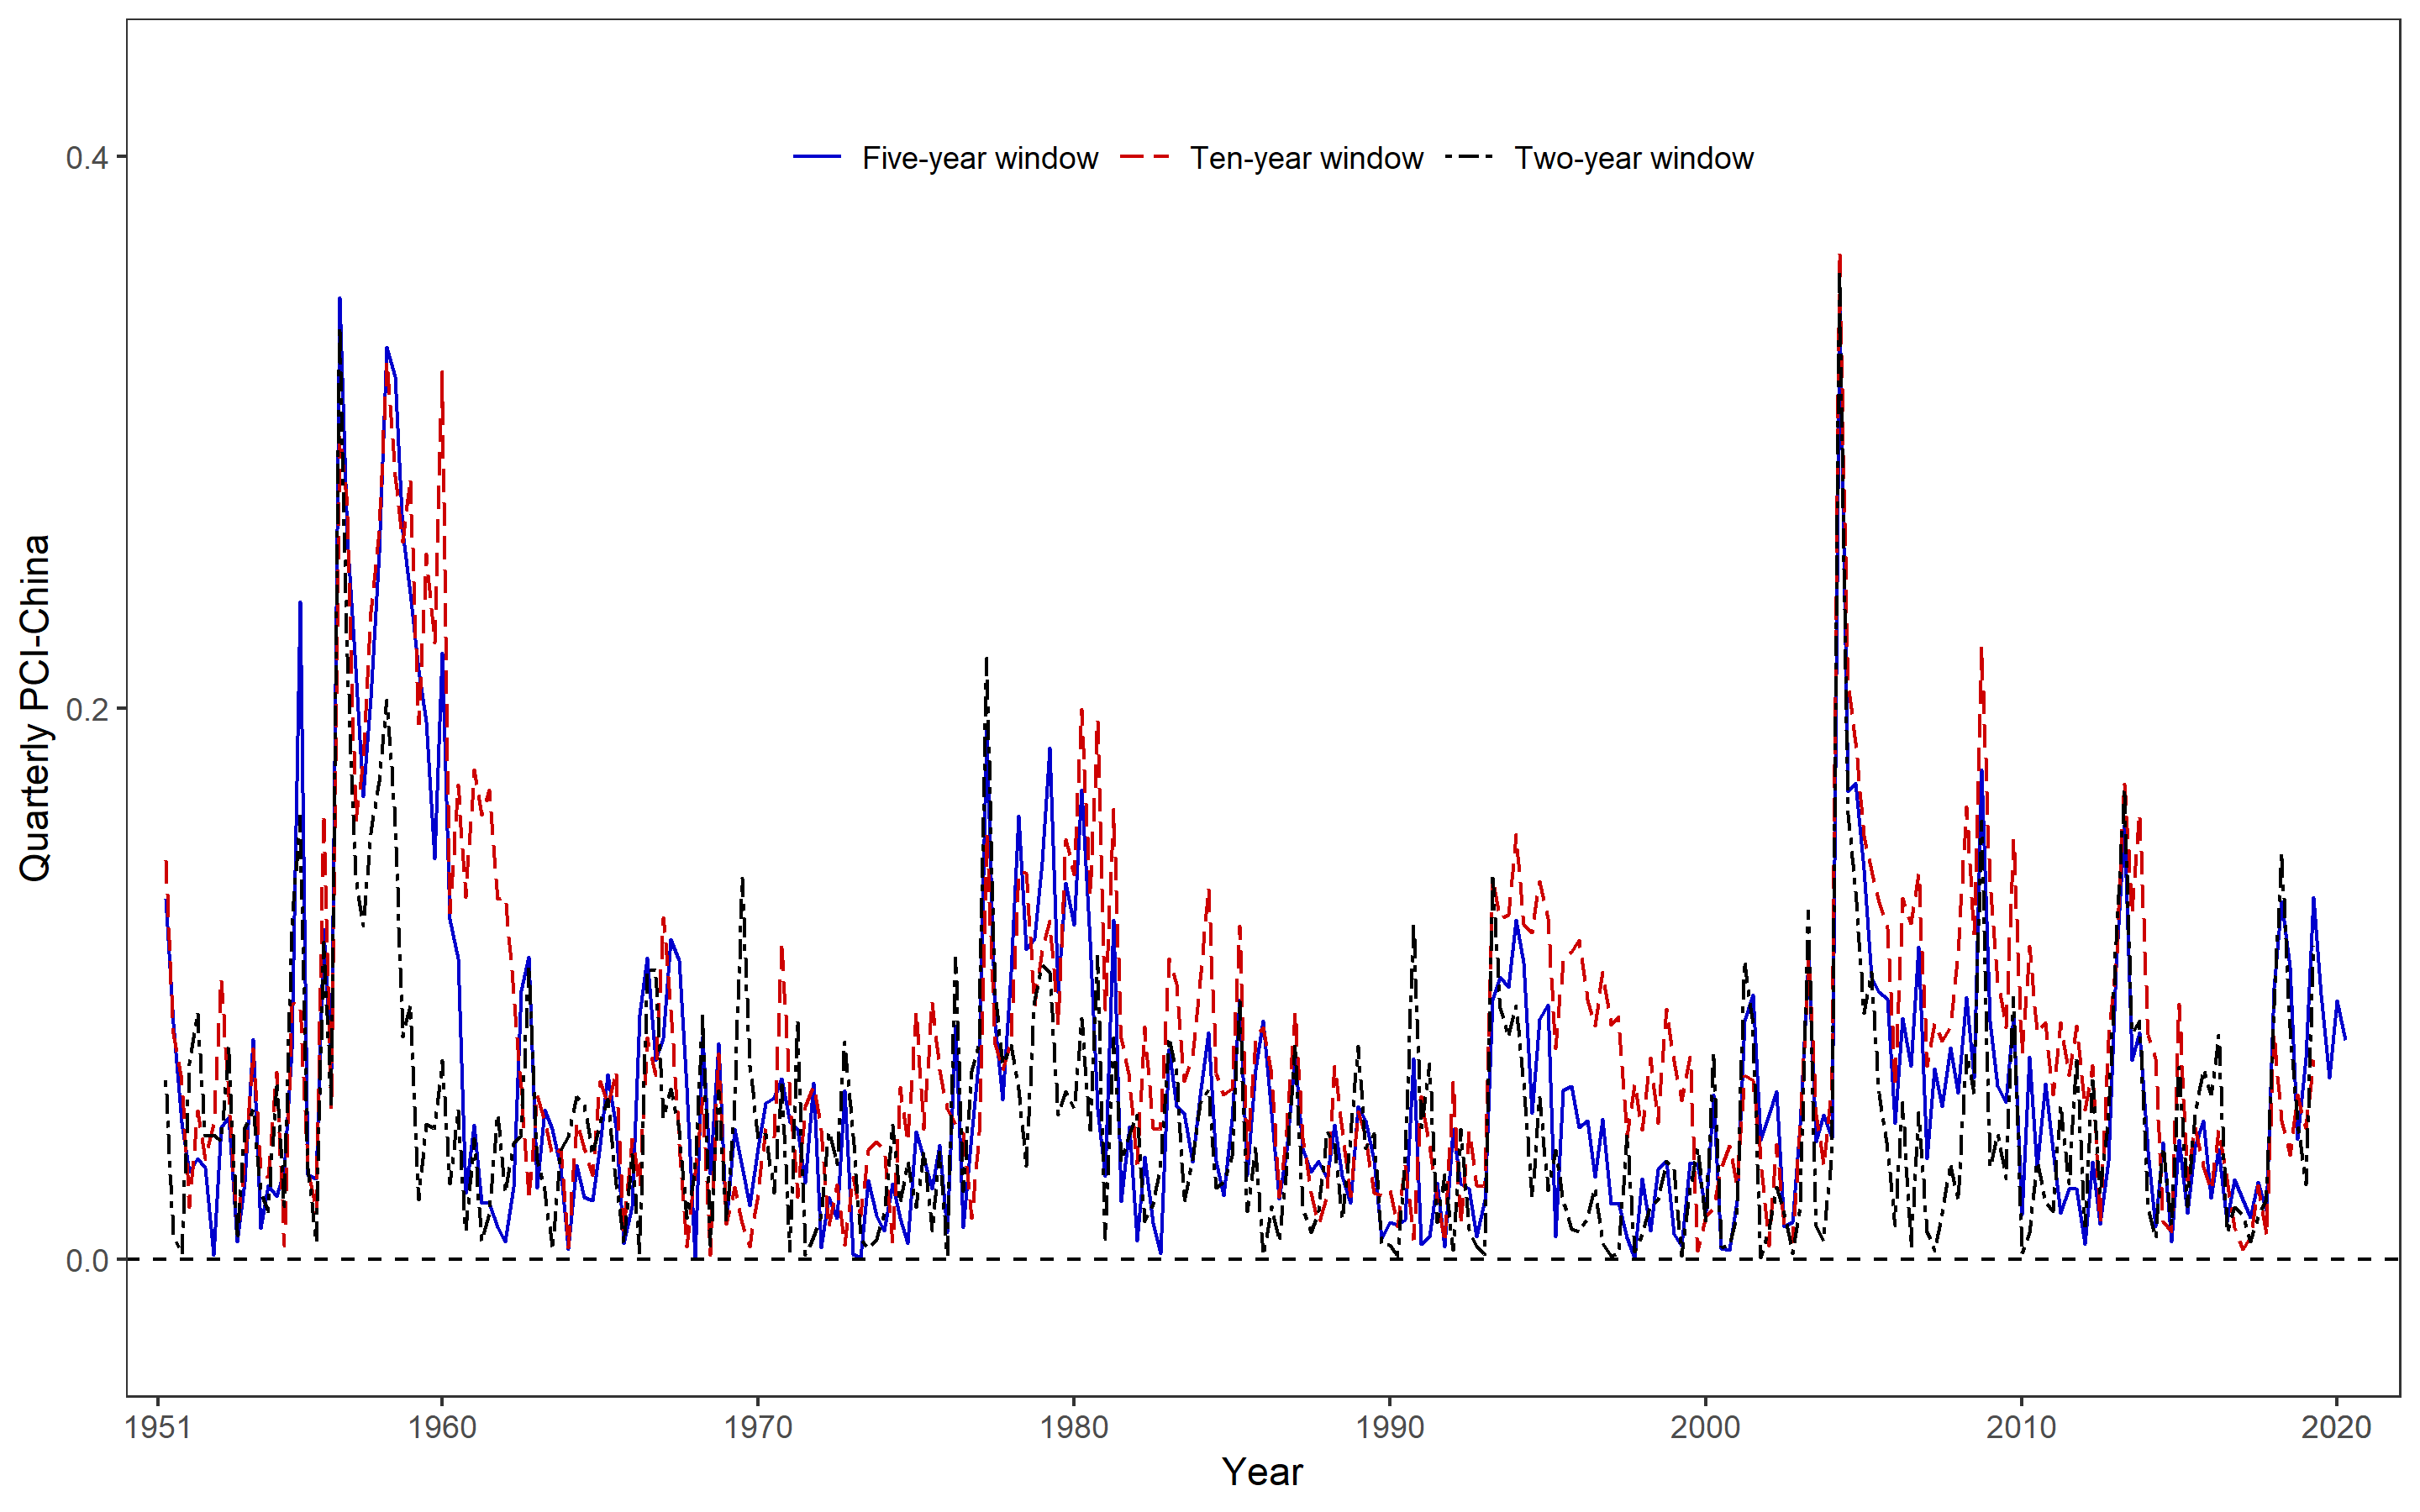 0.4
Five-year window Ten-year window Two-year window
Quarterly PCI-China
0.2
0.0
1951 1960 1970 1980 1990 2000 2010 2020
Year